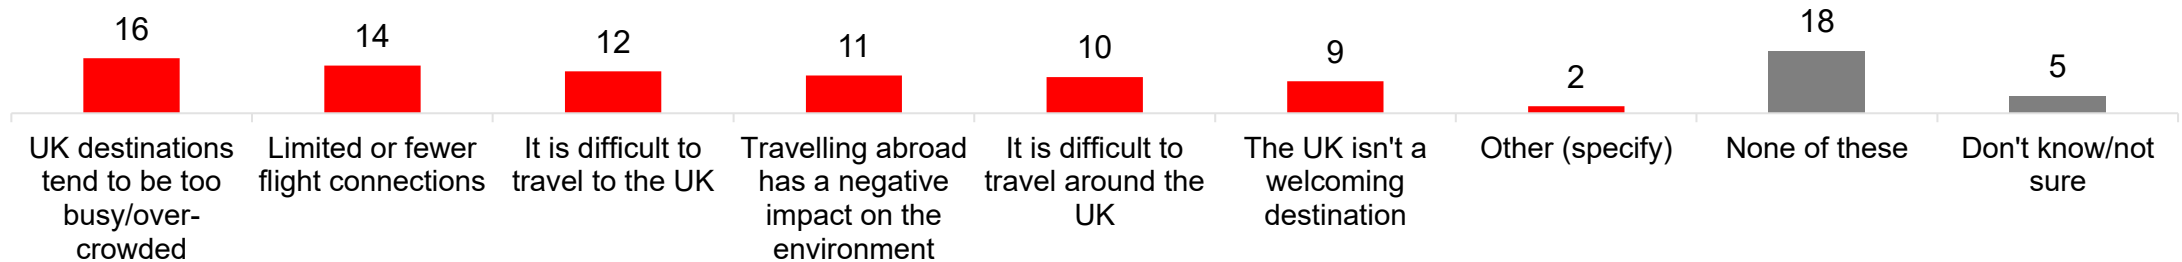 16
14
12
11
10
9
2
18
5
UK destinations
tend to be too
busy/over-
crowded
Limited or fewer
flight connections
It is difficult to
travel to the UK
Travelling abroad
has a negative
impact on the
environment
It is difficult to
travel around the
UK
The UK isn't a
welcoming
destination
Other (specify)
None of these
Don't know/not
sure